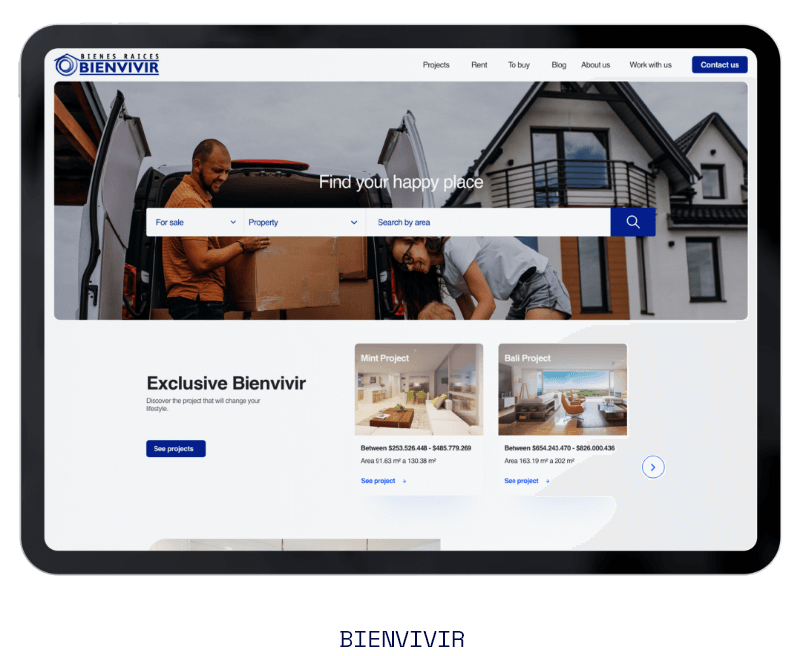 BIENES RAICES
BIENVIVIR
Projects Rent To buy Blog About us Work with us Contact us
Find your happy place
For sale Property Search by area
Exclusive Bienvivir
Discover the project that will change your
lifestyle.
See projects
Mint Project
Between $253.526.448 - $485.779.269
Area 51.63 m² a 130.38 m²
See project
Bali Project
Between $654.243.470 - $826.000.436
Area 163.19 m² a 202 m²
See project
BIENVIVIR